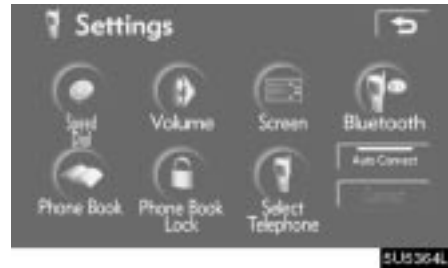 Settings
Speed
Dial
Volume
Screen
Bluetooth
Auto Connect
Phone Book
Phone Book
Lock
Select
Telephone
5U5364L